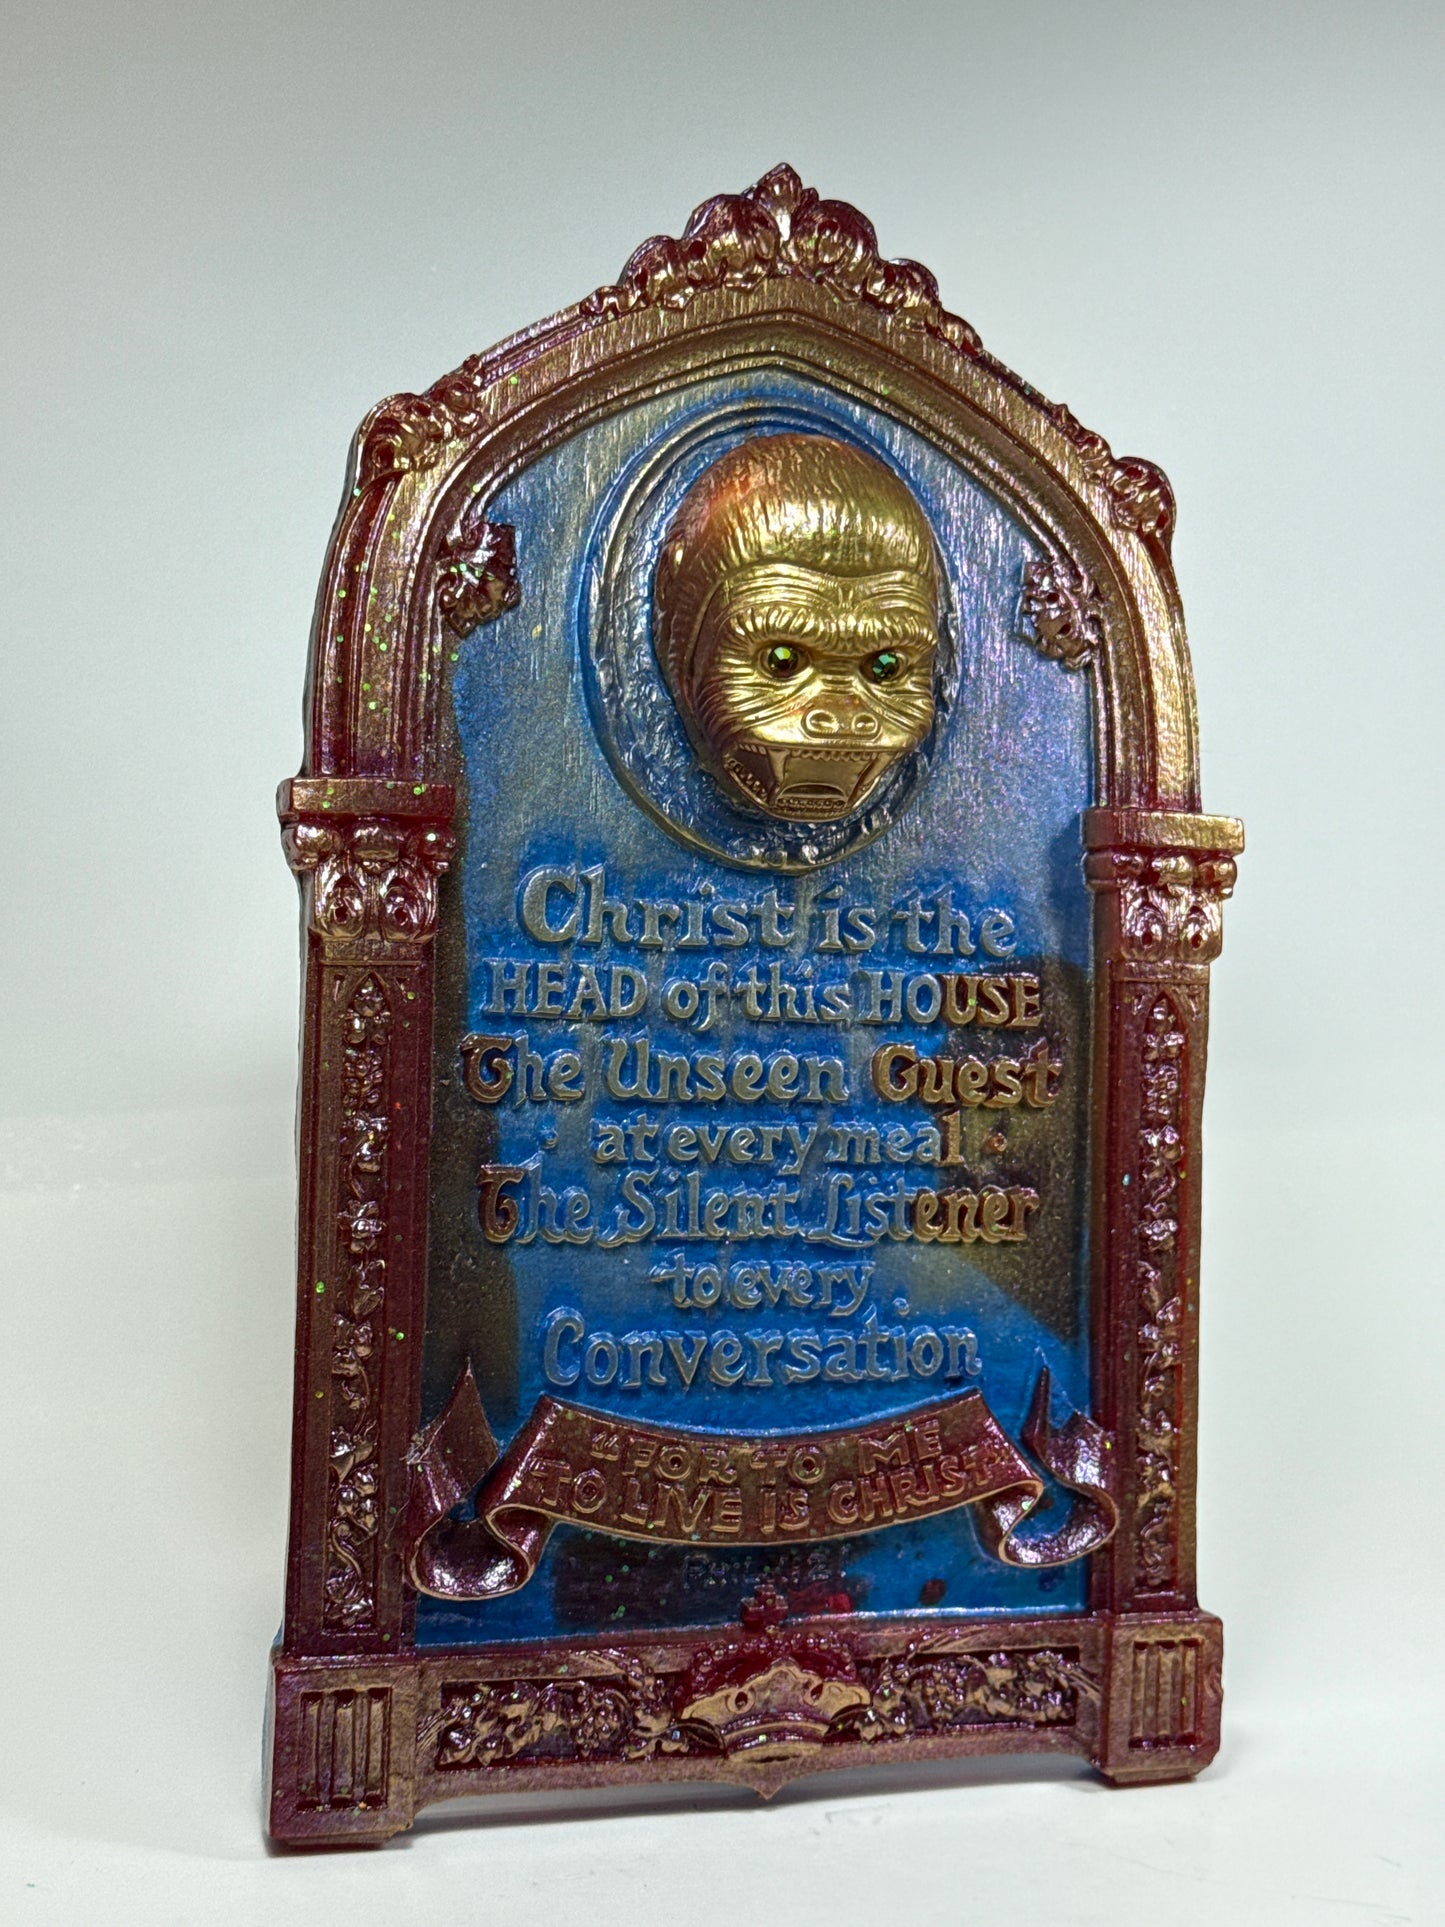 Christ is the
HEAD of this HOUSE
The Unseen Guest
· at every meal ·
The Silent Listener
to every
Conversation
"FOR TO ME
TO LIVE IS CHRIST"